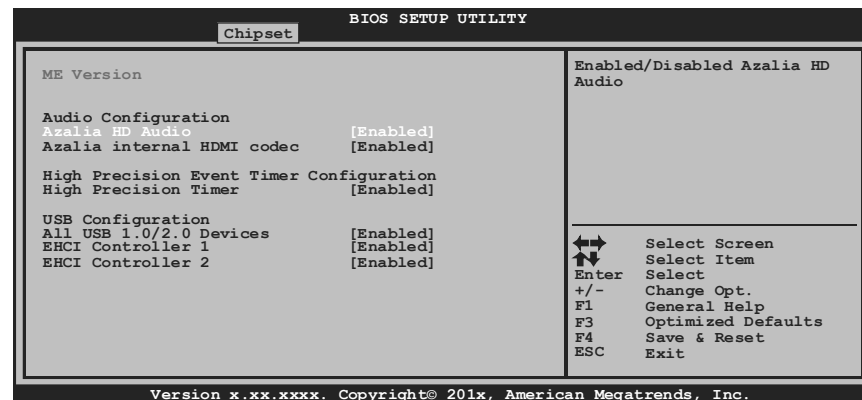 BIOS SETUP UTILITY
Chipset
ME Version
Audio Configuration
Azalia HD Audio [Enabled]
Azalia internal HDMI codec [Enabled]
High Precision Event Timer Configuration
High Precision Timer [Enabled]
USB Configuration
All USB 1.0/2.0 Devices [Enabled]
EHCI Controller 1 [Enabled]
EHCI Controller 2 [Enabled]
Enabled/Disabled Azalia HD
Audio
Select Screen
Select Item
Enter Select
+/- Change Opt.
F1 General Help
F3 Optimized Defaults
F4 Save & Reset
ESC Exit
Version x.xx.xxxx. Copyright© 201x, American Megatrends, Inc.